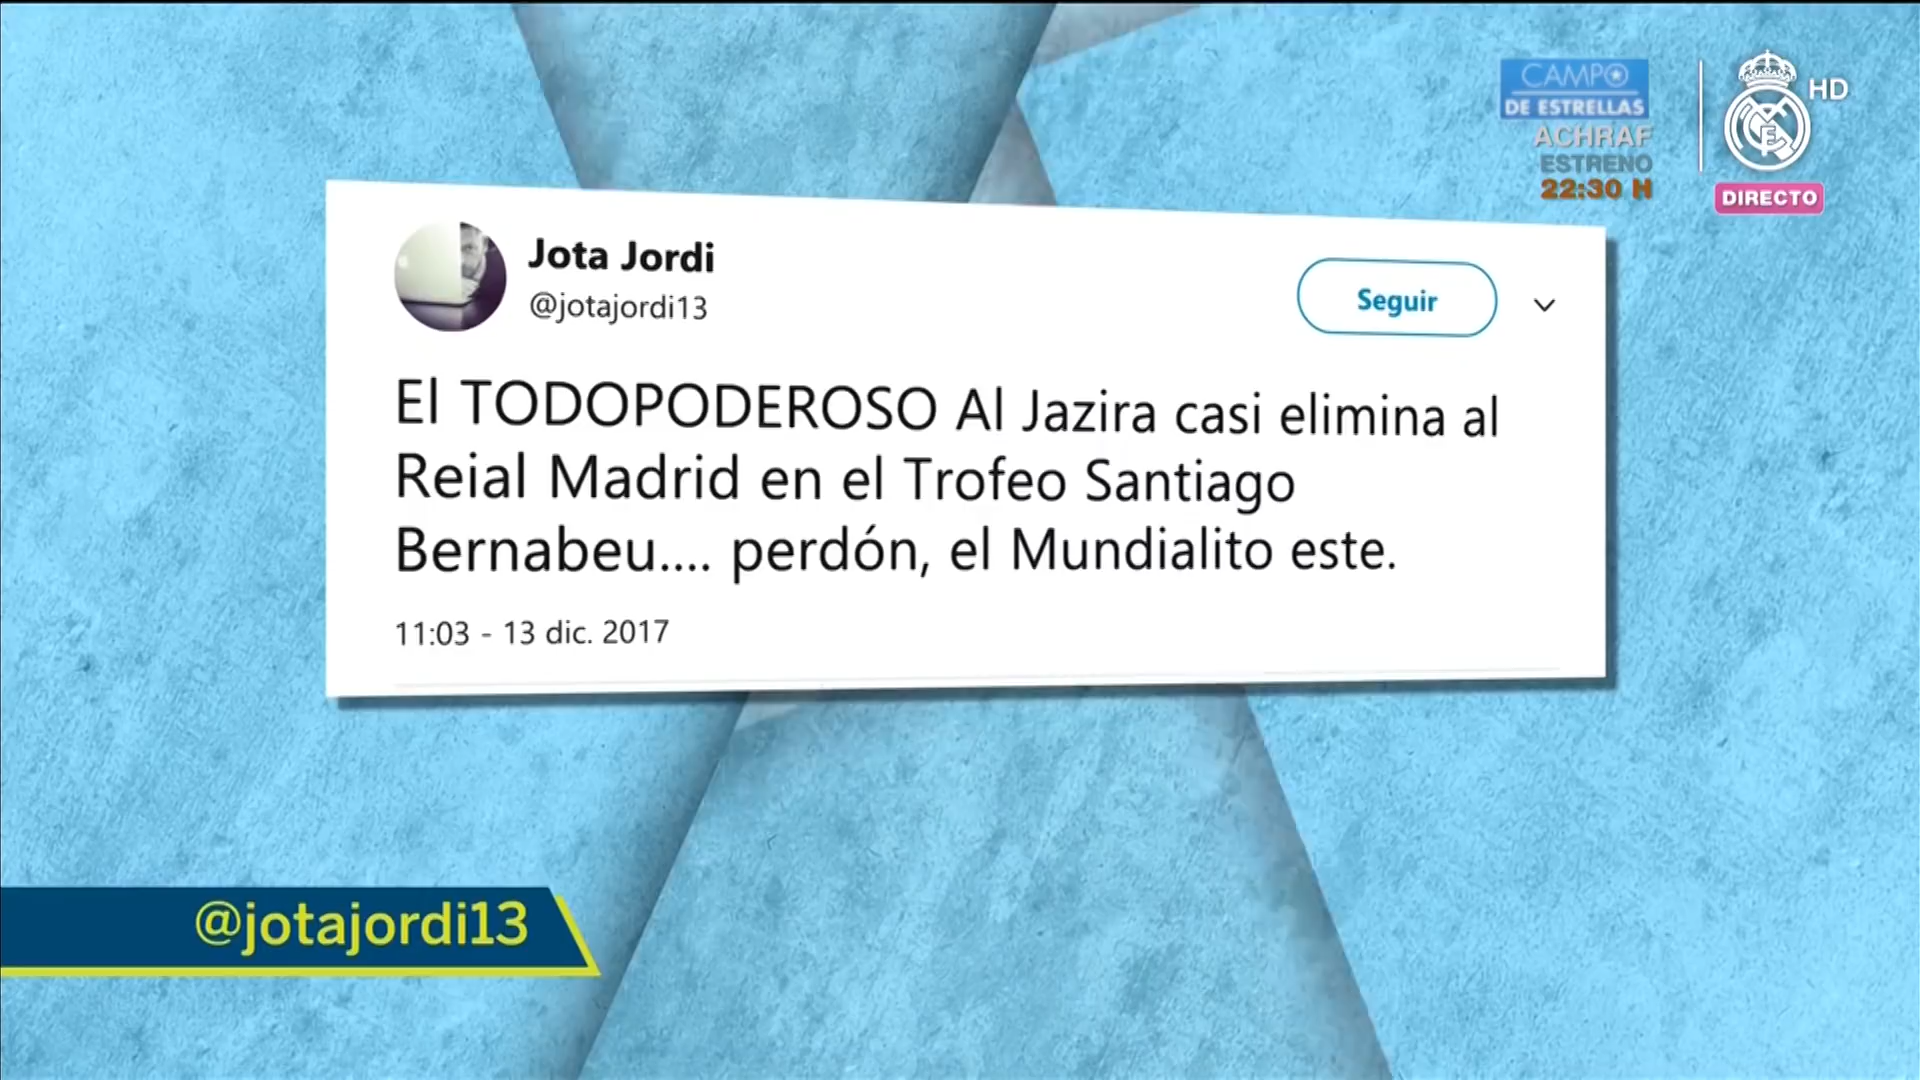 CAMPO
DE ESTRELLAS
ACHRAF
ESTRENO
22:30 H
HD
DIRECTO
Jota Jordi
@jotajordi13
Seguir
El TODOPODEROSO Al Jazira casi elimina al
Reial Madrid en el Trofeo Santiago
Bernabeu.... perdón, el Mundialito este.
11:03 - 13 dic. 2017
@jotajordi13